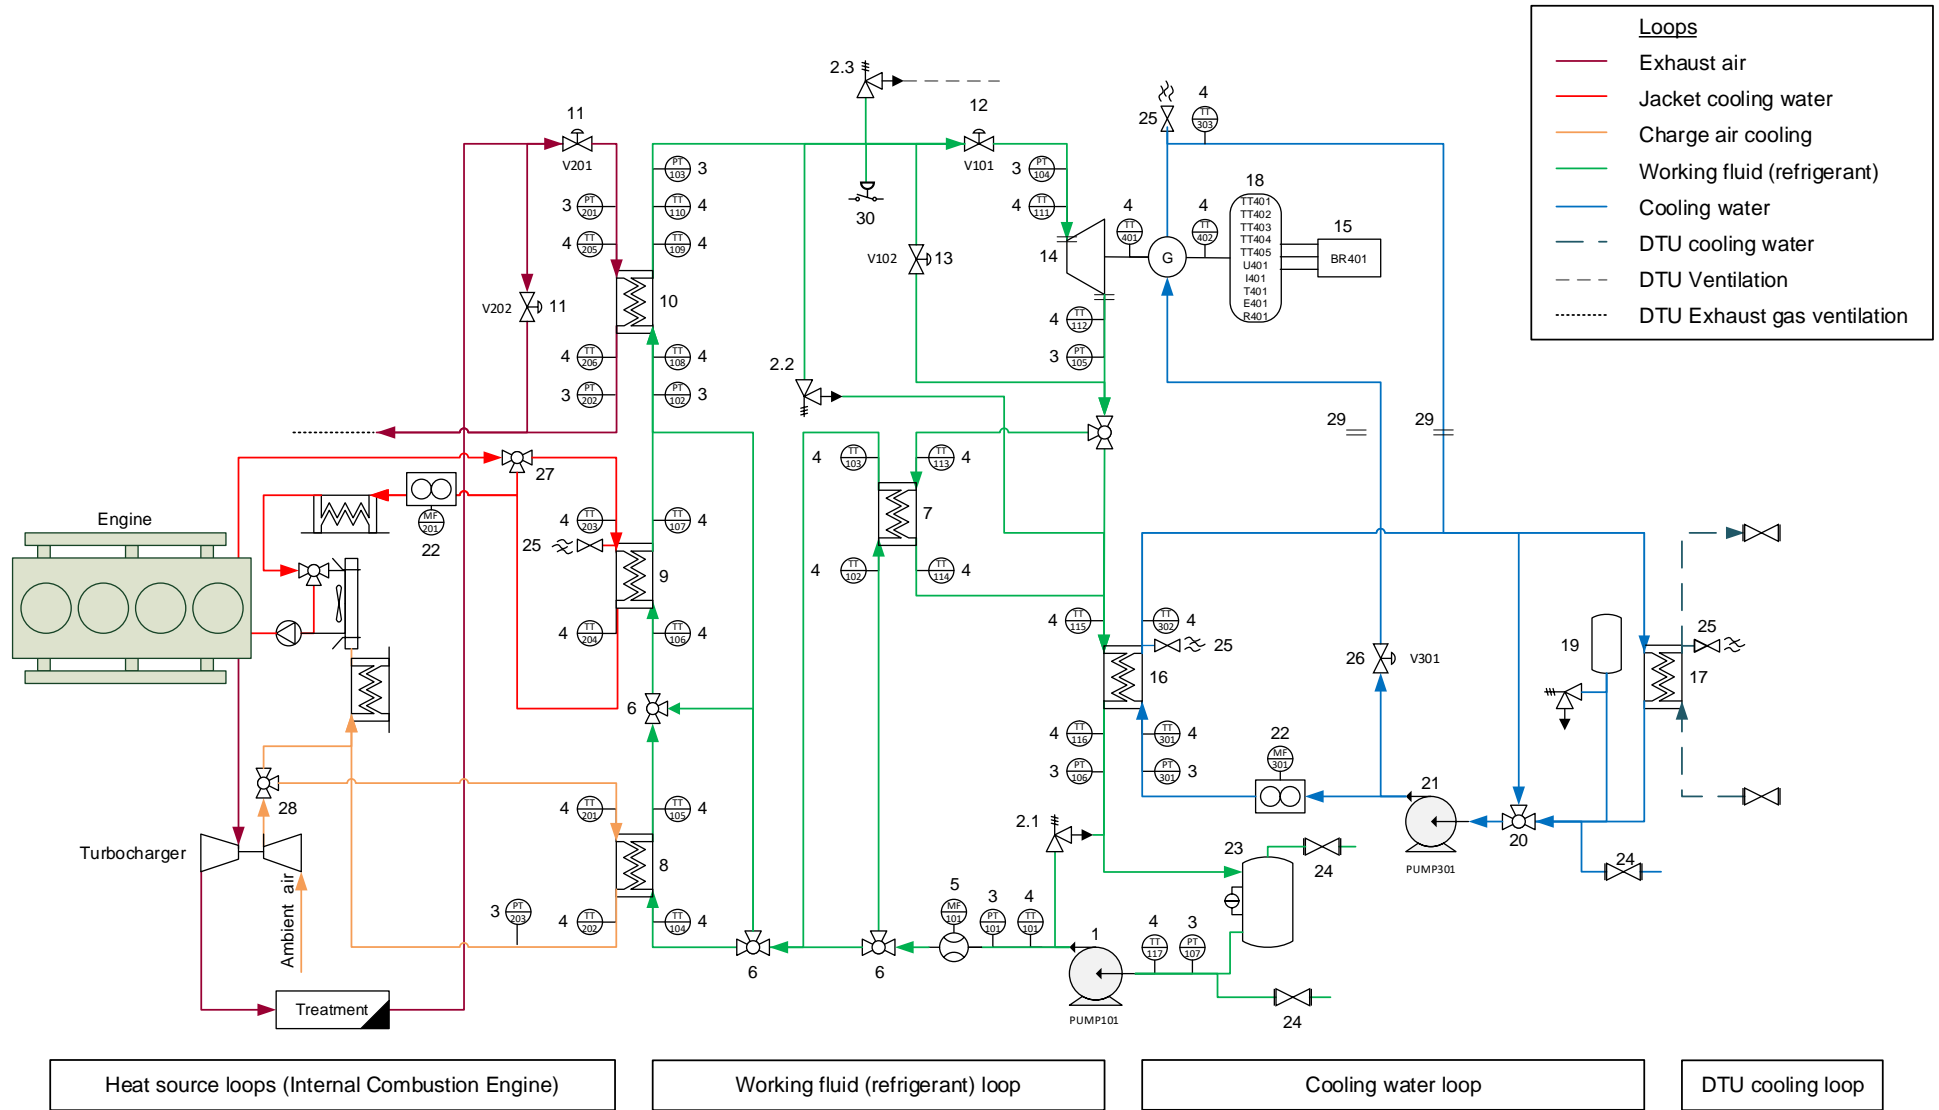 Loops
Exhaust air
Jacket cooling water
Charge air cooling
Working fluid (refrigerant)
Cooling water
DTU cooling water
DTU Ventilation
DTU Exhaust gas ventilation
2.3
11
V201
12
V101
25
4
TT
303
PT
103
3
TT
110
4
TT
109
4
3
PT
201
4
TT
205
30
3
PT
104
4
TT
111
4
TT
401
4
TT
402
18
TT401
TT402
TT403
TT404
TT405
U401
I401
T401
E401
R401
15
BR401
14
G
V102
13
V202
11
10
4
TT
206
3
PT
202
TT
108
4
PT
102
3
2.2
4
TT
112
3
PT
105
29
29
27
MF
201
22
4
TT
103
TT
113
4
7
4
TT
102
TT
114
4
Engine
4
TT
203
TT
107
4
25
9
4
TT
204
TT
106
4
4
TT
115
TT
302
4
25
16
26
V301
19
25
17
6
4
TT
116
TT
301
4
3
PT
106
PT
301
3
22
MF
301
21
PUMP301
20
24
28
4
TT
201
TT
105
4
Turbocharger
8
2.1
23
24
Ambient air
3
PT
203
4
TT
202
TT
104
4
6
6
5
MF
101
3
PT
101
4
TT
101
1
PUMP101
4
TT
117
3
PT
107
24
Treatment
Heat source loops (Internal Combustion Engine)
Working fluid (refrigerant) loop
Cooling water loop
DTU cooling loop